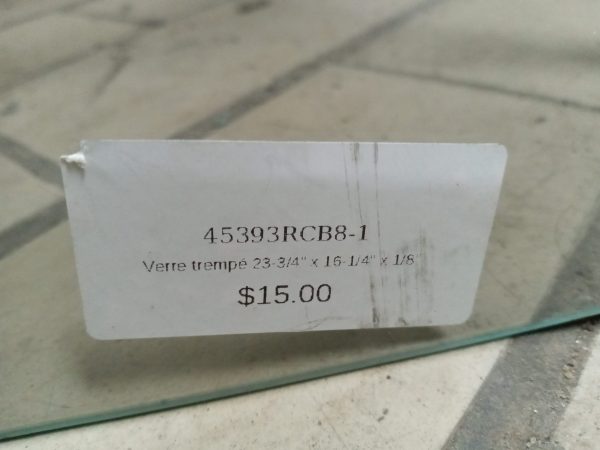 45393RCB8-1
Verre trempé 23-3/4" x 16-1/4" x 1/8"
$15.00